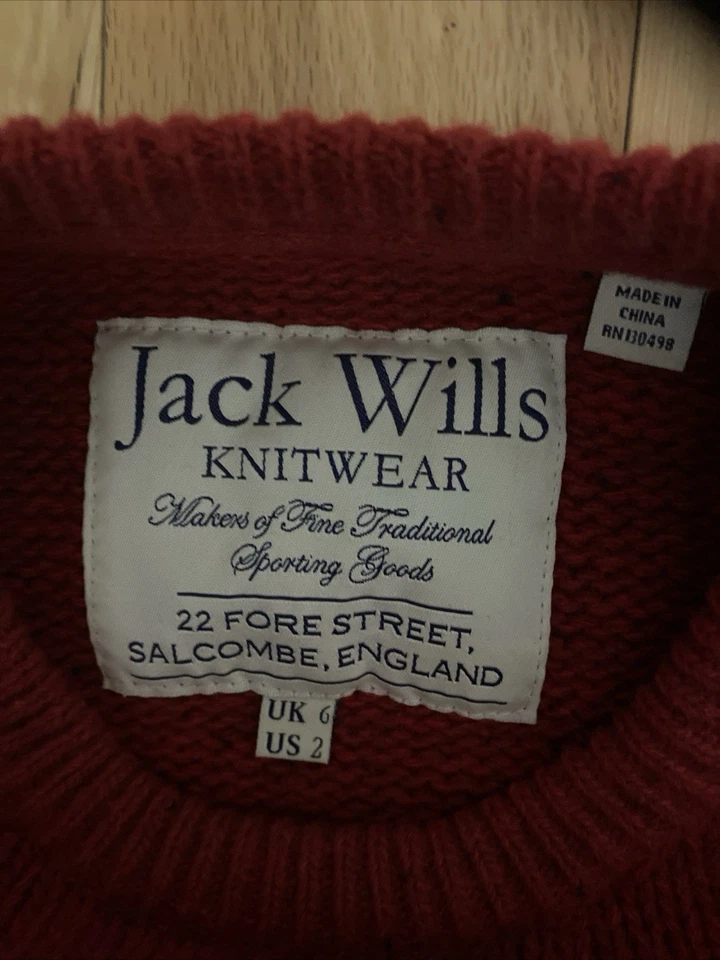 MADE IN
CHINA
RN130498
Jack Wills
KNITWEAR
Makers of Fine Traditional
Sporting Goods
22 FORE STREET,
SALCOMBE, ENGLAND
UK 6
US 2